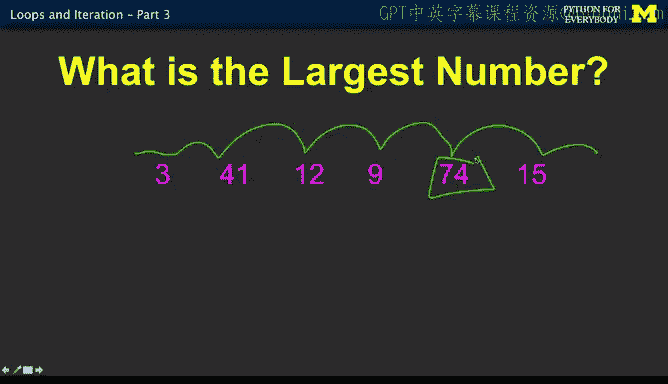 Loops and Iteration - Part 3
GPT中英字幕课程资源
PYTHON FOR
EVERYBODY
M
What is the Largest Number?
3 41 12 9 74 15